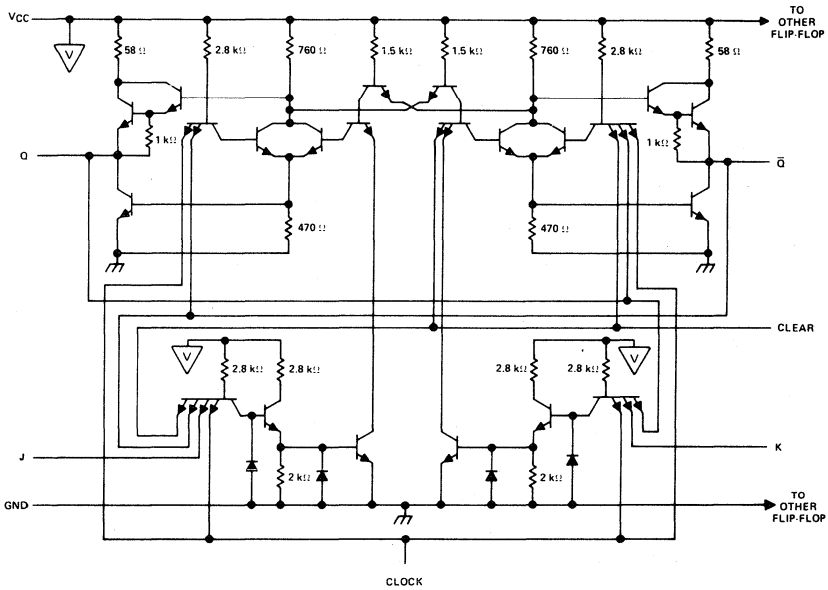 VCC
TO
OTHER
FLIP-FLOP
58 Ω
2.8 kΩ
760 Ω
1.5 kΩ
1.5 kΩ
760 Ω
2.8 kΩ
58 Ω
V
1 kΩ
1 kΩ
Q
Q̅
470 Ω
470 Ω
CLEAR
V
V
2.8 kΩ
2.8 kΩ
2.8 kΩ
2.8 kΩ
J
K
2 kΩ
2 kΩ
GND
TO
OTHER
FLIP-FLOP
CLOCK